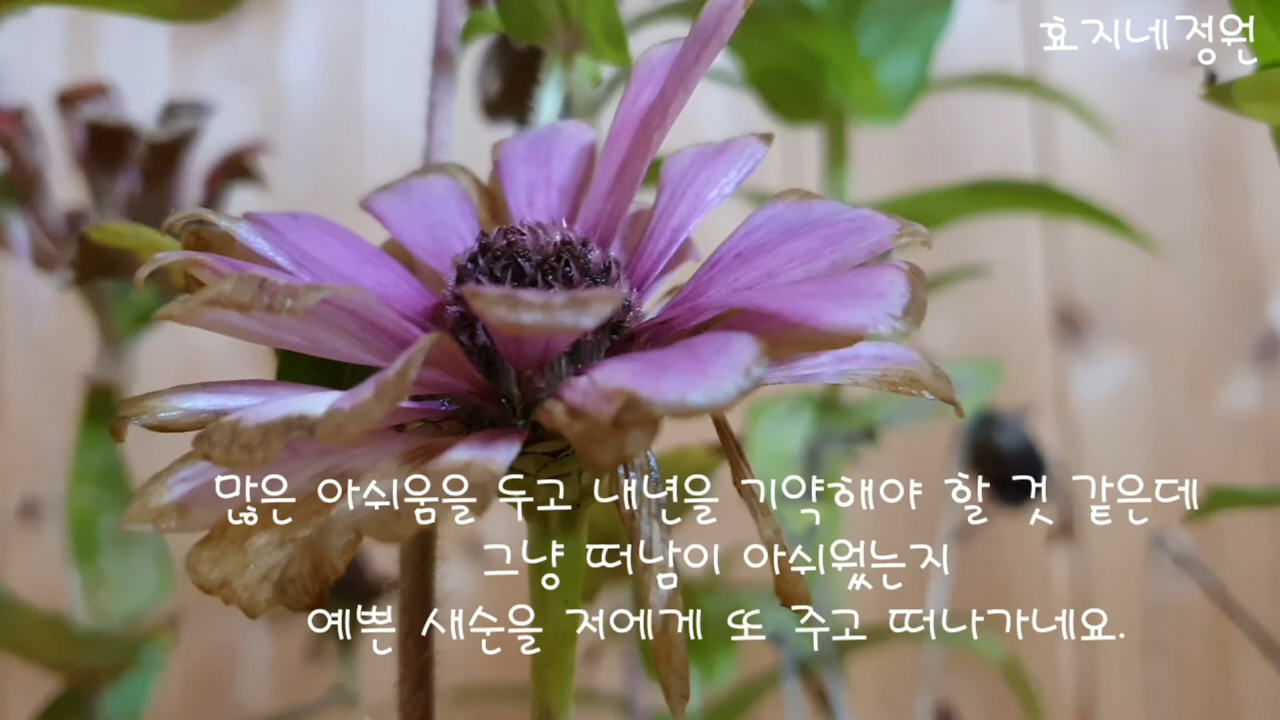 효지네정원
많은 아쉬움을 두고 내년을 기약해야 할 것 같은데
그냥 떠남이 아쉬웠는지
예쁜 새순을 저에게 또 주고 떠나가네요.